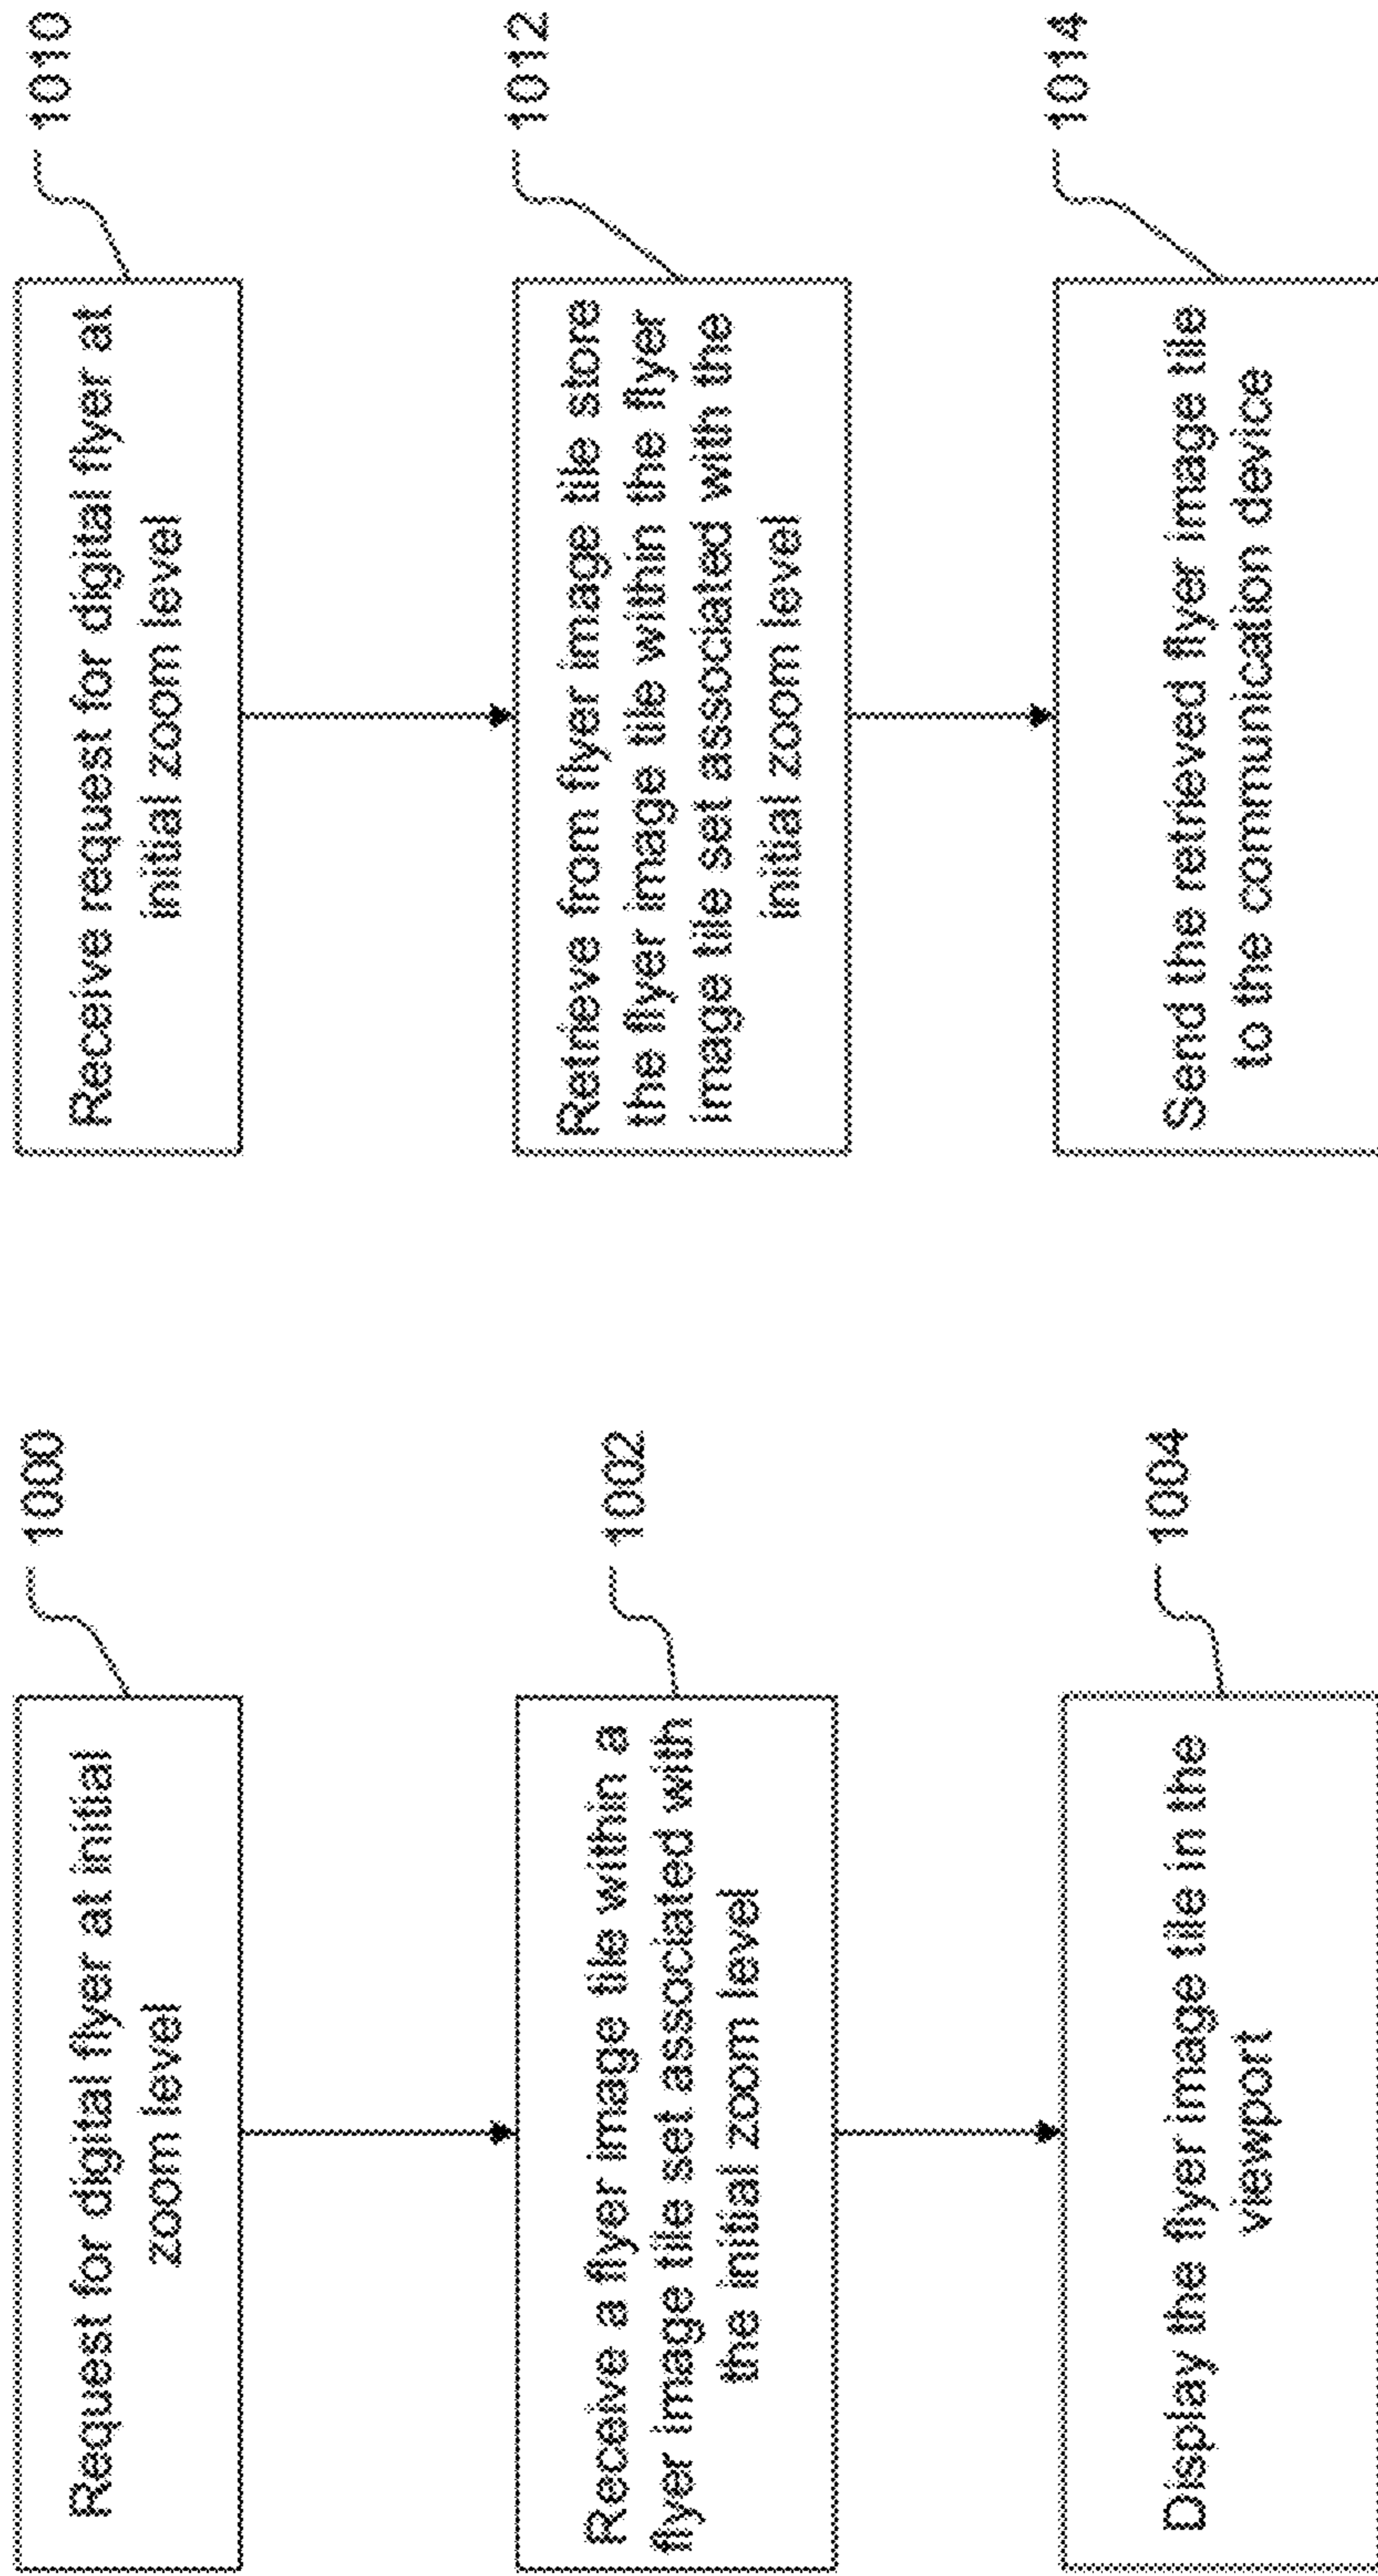 Request for digital flyer at initial
zoom level
1000
Receive a flyer image tile within a
flyer image tile set associated with
the initial zoom level
1002
Display the flyer image tile in the
viewport
1004
Receive request for digital flyer at
initial zoom level
1010
Retrieve from flyer image tile store
the flyer image tile within the flyer
image tile set associated with the
initial zoom level
1012
Send the retrieved flyer image tile
to the communication device
1014